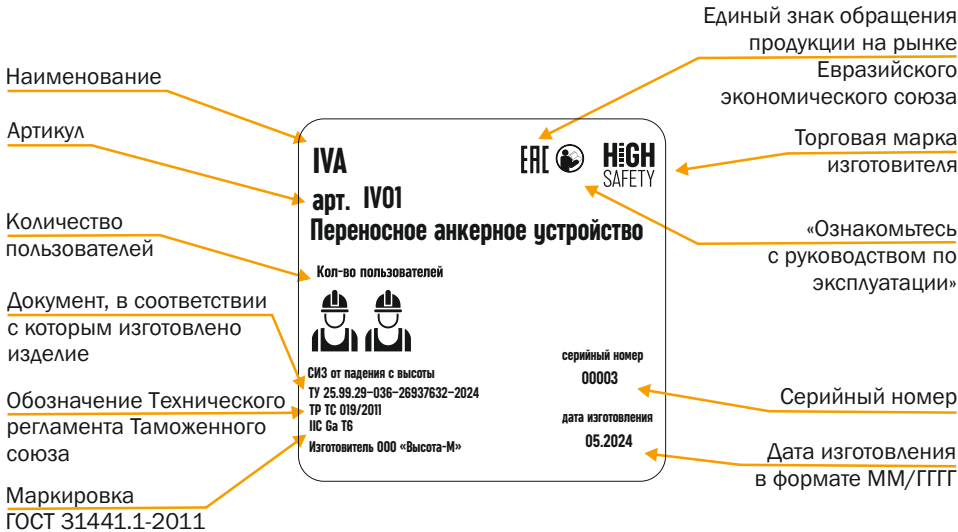 Единый знак обращения
продукции на рынке
Евразийского
экономического союза
Наименование
Артикул
Торговая марка
изготовителя
IVA
EAC
HIGH
SAFETY
арт. IV01
Переносное анкерное устройство
Количество
пользователей
«Ознакомьтесь
с руководством по
эксплуатации»
Кол-во пользователей
Документ, в соответствии
с которым изготовлено
изделие
серийный номер
00003
СИЗ от падения с высоты
ТУ 25.99.29-036-26937632-2024
ТР ТС 019/2011
IIC Ga T6
Изготовитель ООО «Высота-М»
дата изготовления
05.2024
Обозначение Технического
регламента Таможенного
союза
Серийный номер
Дата изготовления
в формате ММ/ГГГГ
Маркировка
ГОСТ 31441.1-2011